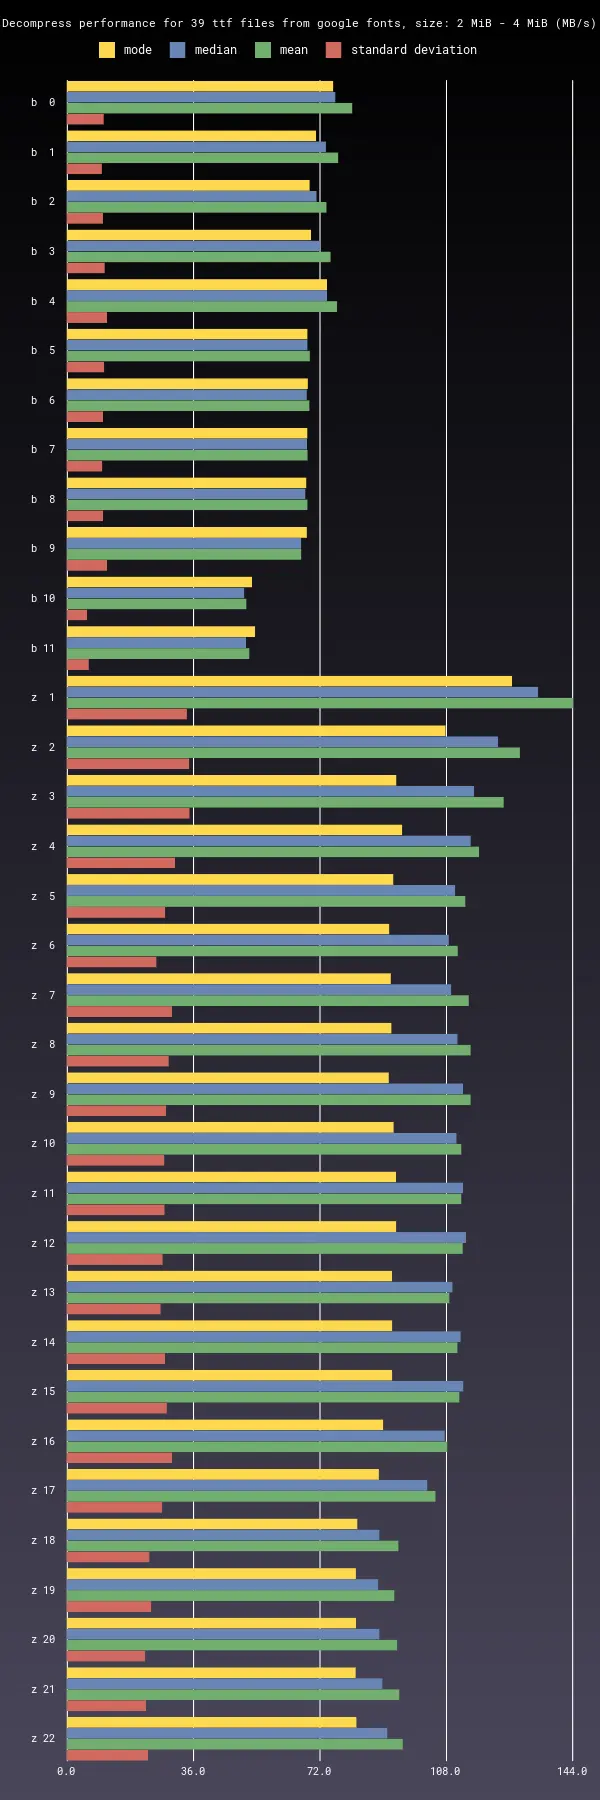 Decompress performance for 39 ttf files from google fonts, size: 2 MiB - 4 MiB (MB/s)
mode median mean standard deviation
b 0
b 1
b 2
b 3
b 4
b 5
b 6
b 7
b 8
b 9
b 10
b 11
z 1
z 2
z 3
z 4
z 5
z 6
z 7
z 8
z 9
z 10
z 11
z 12
z 13
z 14
z 15
z 16
z 17
z 18
z 19
z 20
z 21
z 22
0.0 36.0 72.0 108.0 144.0